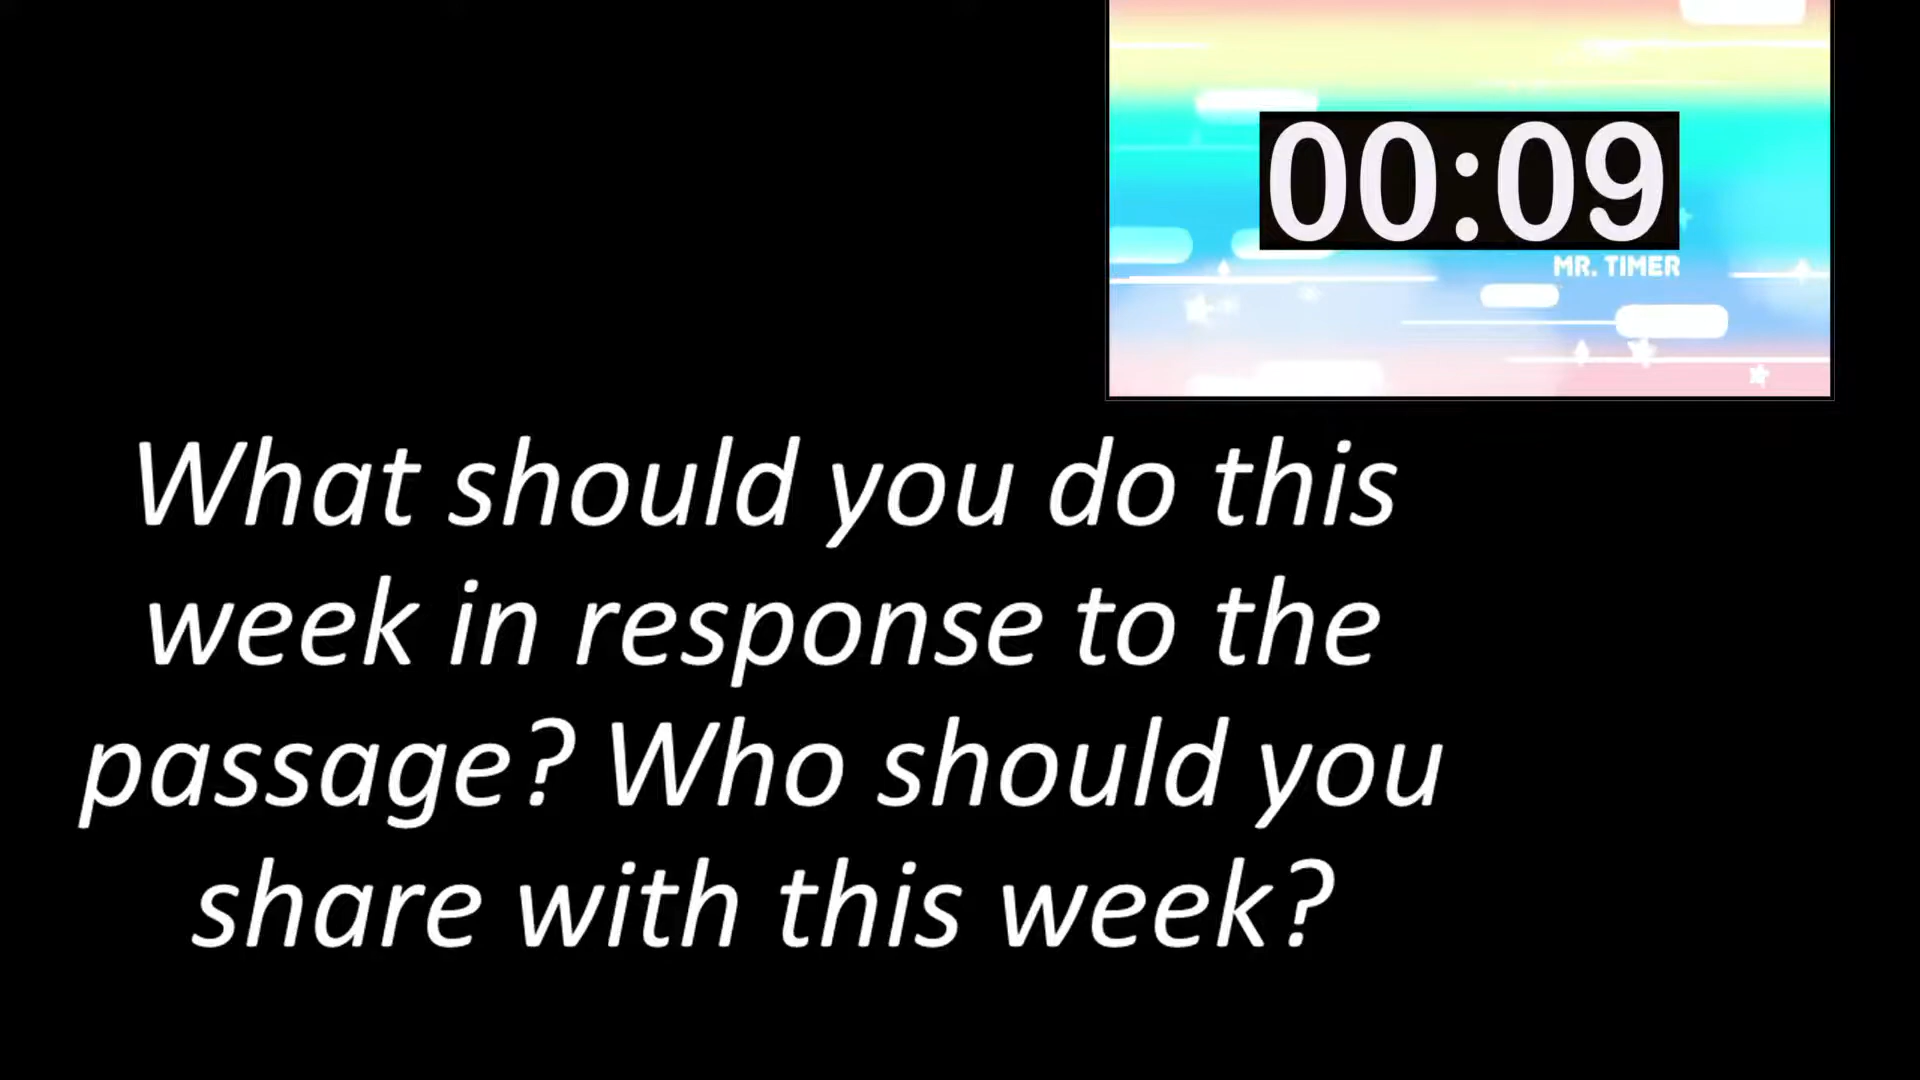 00:09
MR. TIMER
What should you do this
week in response to the
passage? Who should you
share with this week?